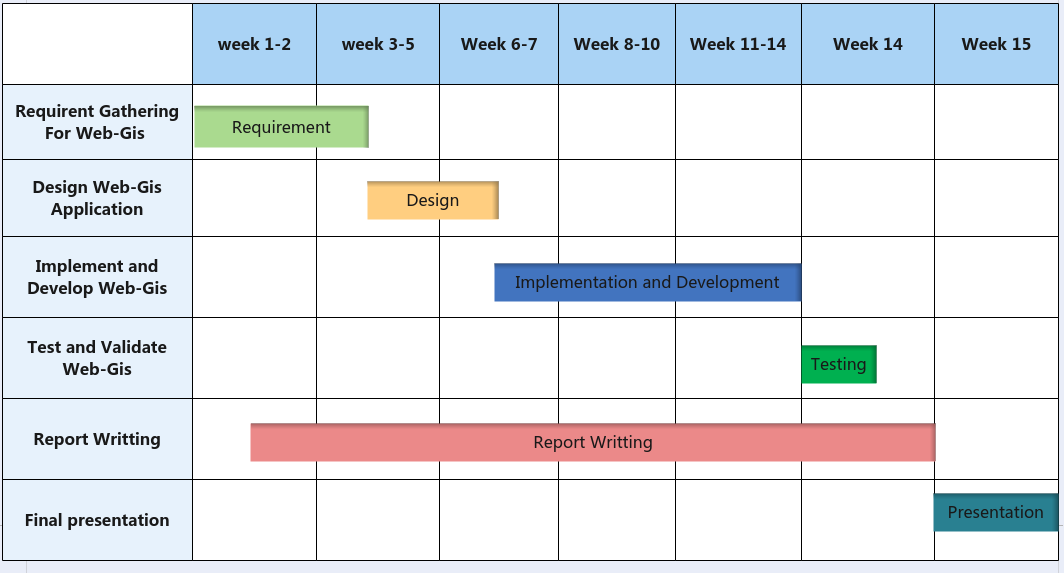 week 1-2 week 3-5 Week 6-7 Week 8-10 Week 11-14 Week 14 Week 15
Requirent Gathering
For Web-Gis
Requirement
Design Web-Gis
Application
Design
Implement and
Develop Web-Gis
Implementation and Development
Test and Validate
Web-Gis
Testing
Report Writting
Report Writting
Final presentation
Presentation